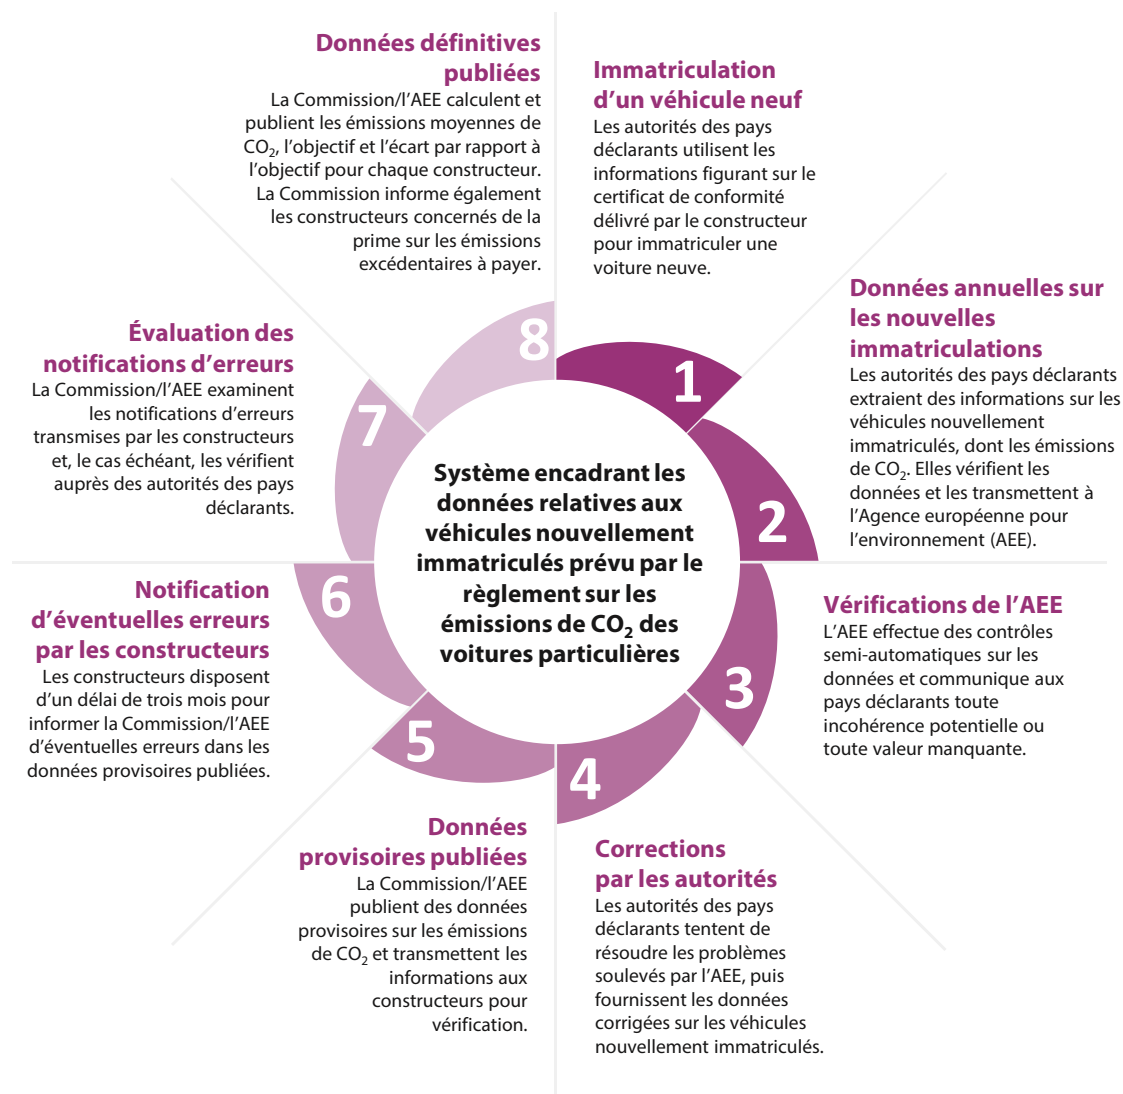 Système encadrant les
données relatives aux
véhicules nouvellement
immatriculés prévu par le
règlement sur les
émissions de CO2 des
voitures particulières
1
Immatriculation
d’un véhicule neuf
Les autorités des pays
déclarants utilisent les
informations figurant sur le
certificat de conformité
délivré par le constructeur
pour immatriculer une
voiture neuve.
2
Données annuelles sur
les nouvelles
immatriculations
Les autorités des pays déclarants
extraient des informations sur les
véhicules nouvellement
immatriculés, dont les émissions
de CO2. Elles vérifient les
données et les transmettent à
l’Agence européenne pour
l’environnement (AEE).
3
Vérifications de l’AEE
L’AEE effectue des contrôles
semi-automatiques sur les
données et communique aux
pays déclarants toute
incohérence potentielle ou
toute valeur manquante.
4
Corrections
par les autorités
Les autorités des pays
déclarants tentent de
résoudre les problèmes
soulevés par l’AEE, puis
fournissent les données
corrigées sur les véhicules
nouvellement immatriculés.
5
Données
provisoires publiées
La Commission/l’AEE
publient des données
provisoires sur les émissions
de CO2 et transmettent les
informations aux
constructeurs pour
vérification.
6
Notification
d’éventuelles erreurs
par les constructeurs
Les constructeurs disposent
d’un délai de trois mois pour
informer la Commission/l’AEE
d’éventuelles erreurs dans les
données provisoires publiées.
7
Évaluation des
notifications d’erreurs
La Commission/l’AEE examinent
les notifications d’erreurs
transmises par les constructeurs
et, le cas échéant, les vérifient
auprès des autorités des pays
déclarants.
8
Données définitives
publiées
La Commission/l’AEE calculent et
publient les émissions moyennes de
CO2, l’objectif et l’écart par rapport à
l’objectif pour chaque constructeur.
La Commission informe également
les constructeurs concernés de la
prime sur les émissions
excédentaires à payer.